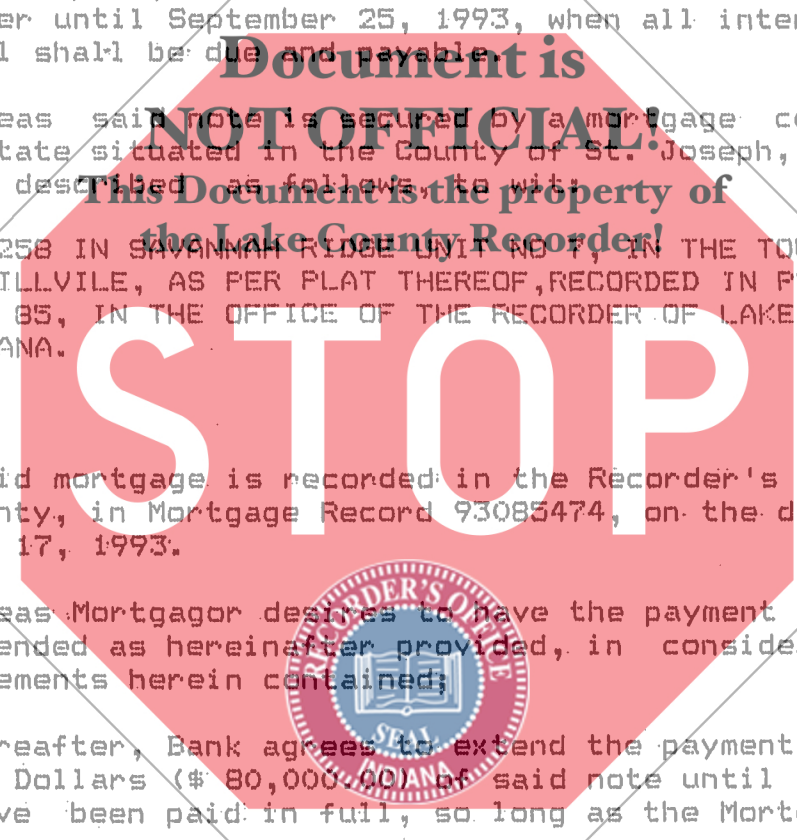 er until September 25, 1993, when all inter
l shall be due and payable.
Document is
NOT OFFICIAL!
This Document is the property of
the Lake County Recorder!
eas said note is secured by a mortgage co
tate situated in the County of St. Joseph,
described as follows, to wit:
258 IN SAVANNAH RIDGE UNIT NO 7, IN THE TOW
ILLVILE, AS PER PLAT THEREOF,RECORDED IN P
85, IN THE OFFICE OF THE RECORDER OF LAKE
ANA.
STOP
id mortgage is recorded in the Recorder's
nty, in Mortgage Record 93085474, on the d
17, 1993.
eas Mortgagor desires to have the payment
ended as hereinafter provided, in conside
ements herein contained;
RECORDER'S OFFICE
SEAL
INDIANA
reafter, Bank agrees to extend the payment
Dollars ($ 80,000.00) of said note until
ve been paid in full, so long as the Mort